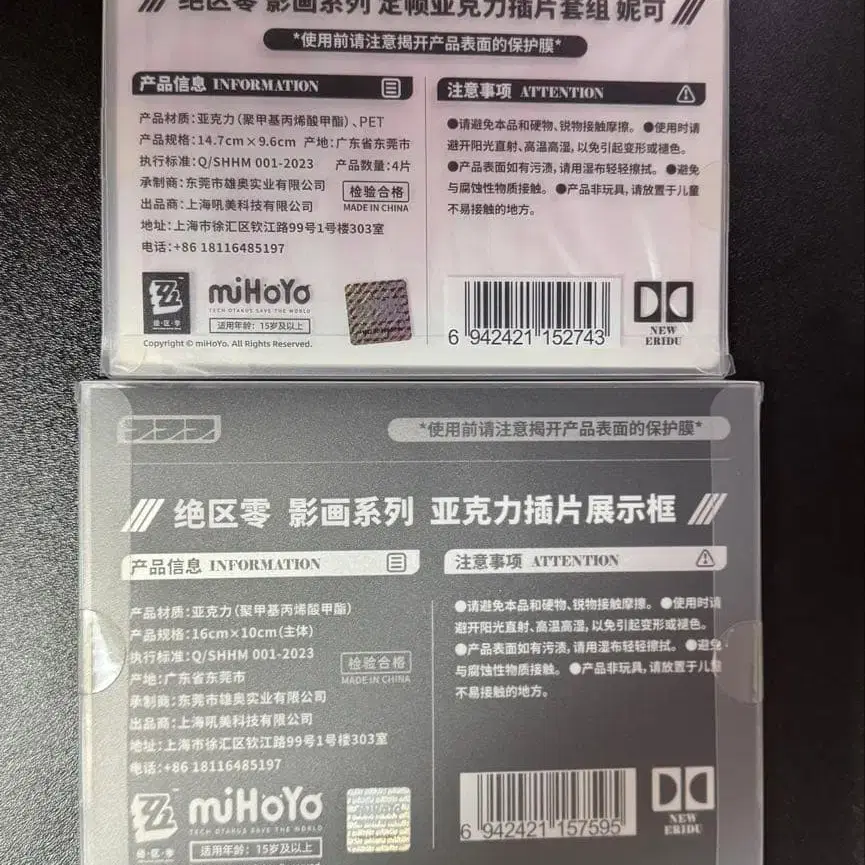 绝区零 影画系列 定帧亚克力插片套组 妮可
*使用前请注意揭开产品表面的保护膜*
产品信息 INFORMATION
产品材质:亚克力(聚甲基丙烯酸甲酯)、PET
产品规格:14.7cm×9.6cm 产地:广东省东莞市
执行标准:Q/SHHM 001-2023 产品数量:4片
承制商:东莞市雄奥实业有限公司
出品商:上海吼美科技有限公司
地址:上海市徐汇区钦江路99号1号楼303室
电话:+86 18116485197
检验合格
MADE IN CHINA
注意事项 ATTENTION
●请避免本品和硬物、锐物接触摩擦。 ●使用时请
避开阳光直射、高温高湿,以免引起变形或褪色。
●产品表面如有污渍,请用湿布轻轻擦拭。 ●避免
与腐蚀性物质接触。 ●产品非玩具,请放置于儿童
不易接触的地方。
绝·区·零
miHoYo
TECH OTAKUS SAVE THE WORLD
适用年龄:15岁及以上
Copyright © miHoYo. All Rights Reserved.
6 942421 152743
NEW
ERIDU
*使用前请注意揭开产品表面的保护膜*
绝区零 影画系列 亚克力插片展示框
产品信息 INFORMATION
产品材质:亚克力(聚甲基丙烯酸甲酯)
产品规格:16cm×10cm(主体)
执行标准:Q/SHHM 001-2023
产地:广东省东莞市
承制商:东莞市雄奥实业有限公司
出品商:上海吼美科技有限公司
地址:上海市徐汇区钦江路99号1号楼303室
电话:+86 18116485197
检验合格
MADE IN CHINA
注意事项 ATTENTION
●请避免本品和硬物、锐物接触摩擦。 ●使用时请
避开阳光直射、高温高湿,以免引起变形或褪色。
●产品表面如有污渍,请用湿布轻轻擦拭。 ●避免
与腐蚀性物质接触。 ●产品非玩具,请放置于儿童
不易接触的地方。
绝·区·零
miHoYo
TECH OTAKUS SAVE THE WORLD
适用年龄:15岁及以上
6 942421 157595
NEW
ERIDU